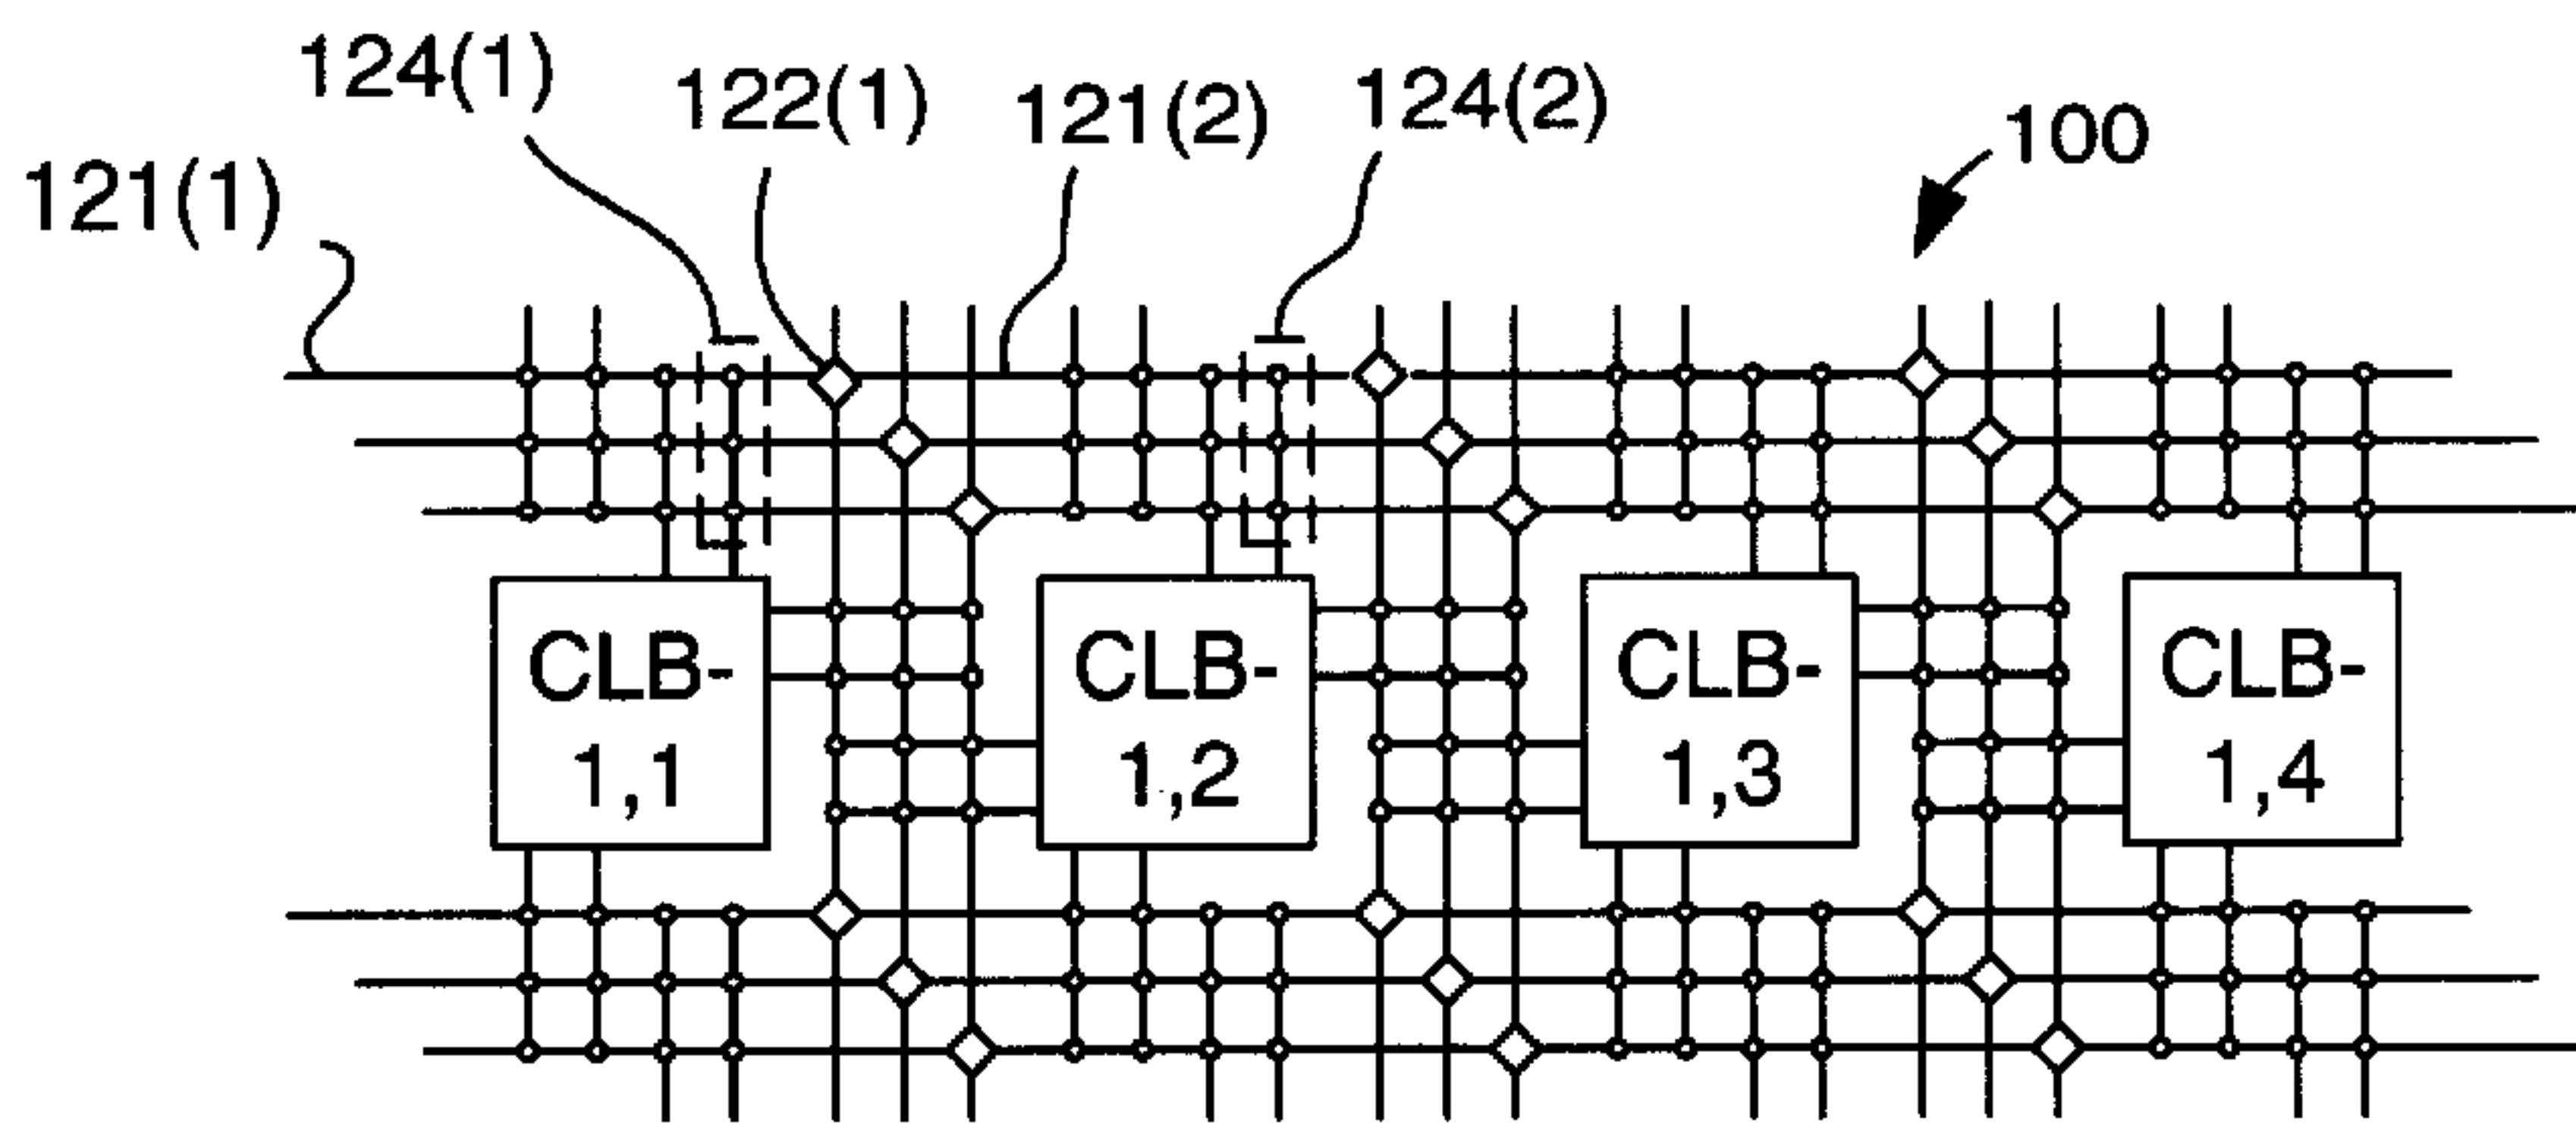 124(1)
122(1)
121(2)
124(2)
100
121(1)
CLB-
1,1
CLB-
1,2
CLB-
1,3
CLB-
1,4